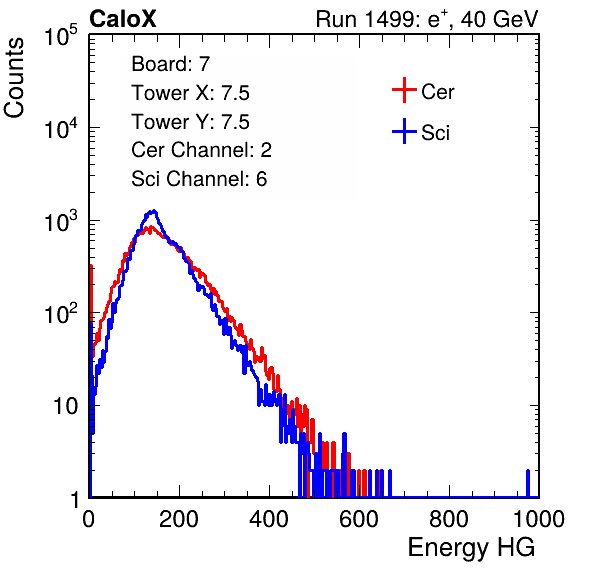 CaloX Run 1499: e⁺, 40 GeV
Counts
Board: 7
Tower X: 7.5
Tower Y: 7.5
Cer Channel: 2
Sci Channel: 6
Cer
Sci
10⁵
10⁴
10³
10²
10
1
0 200 400 600 800 1000
Energy HG